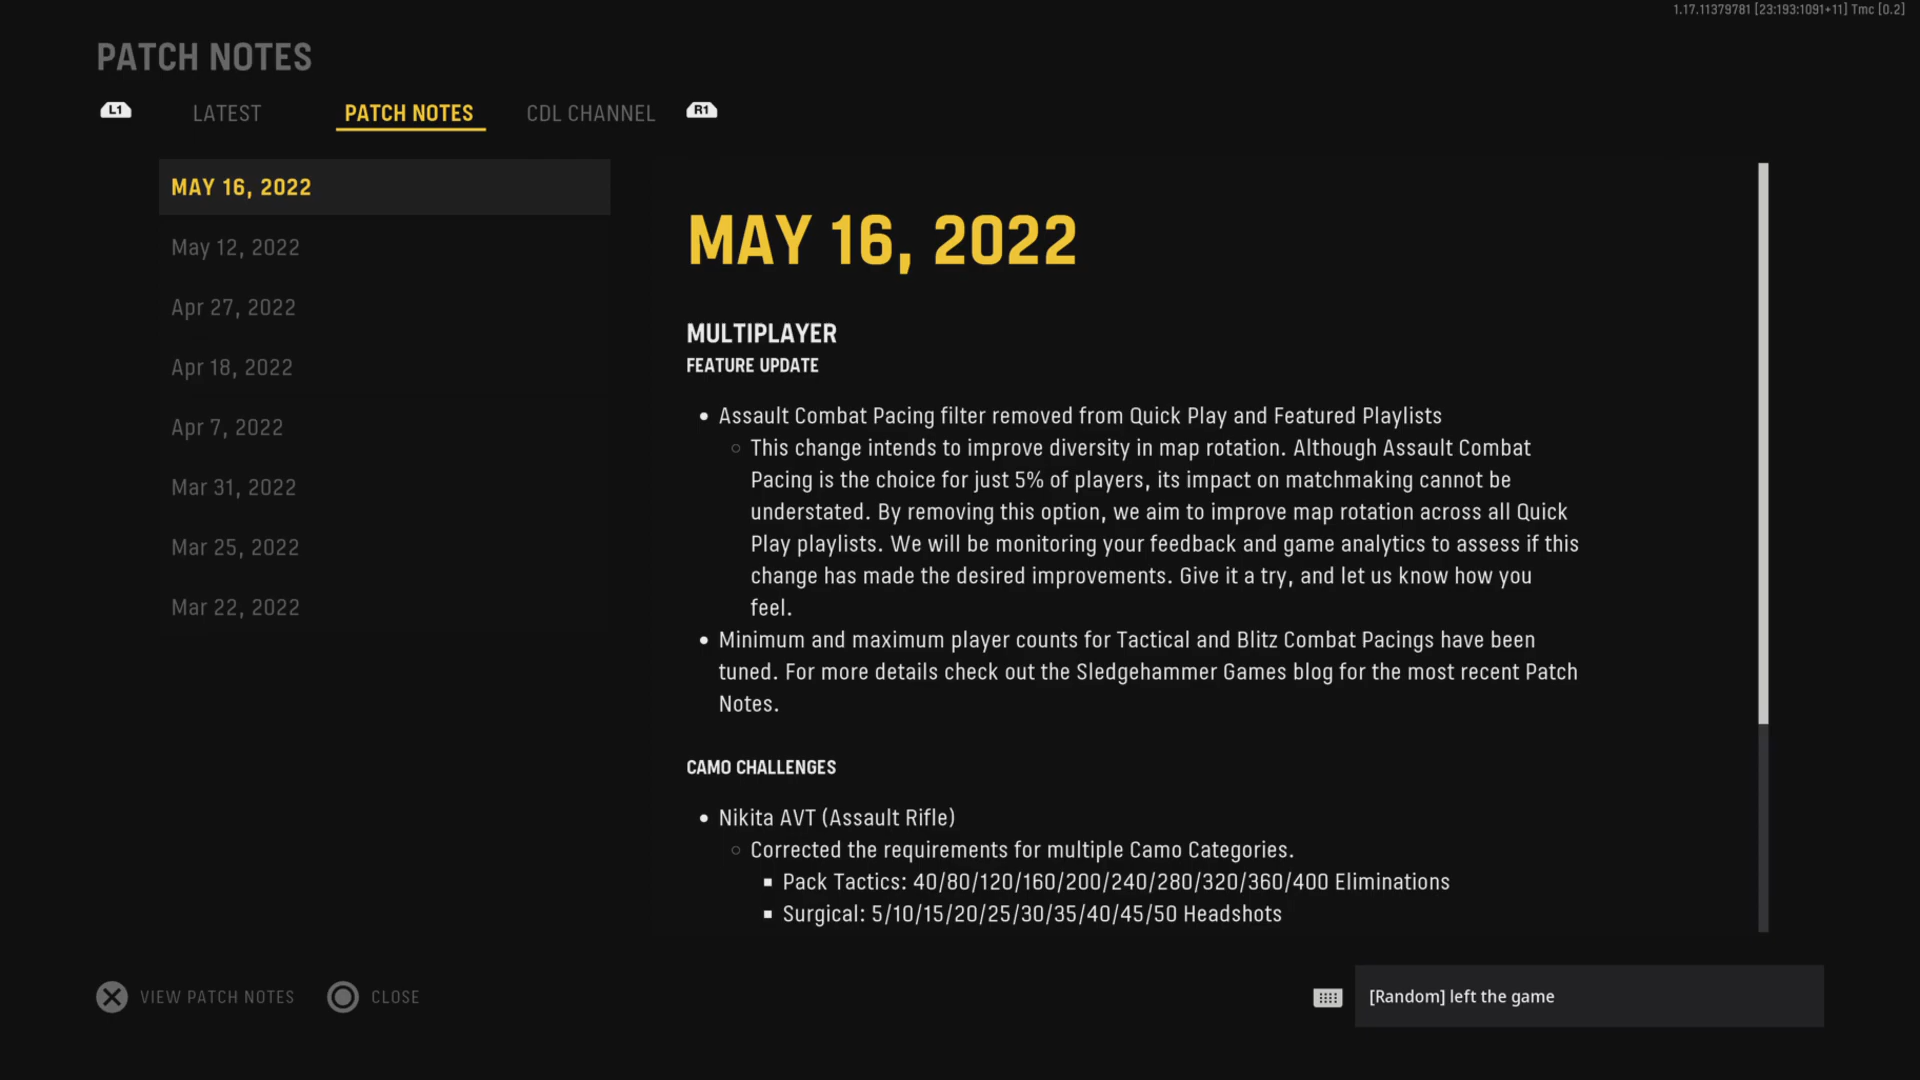 1.17.11379781 [23:193:1091+11] Tmc [0.2]
PATCH NOTES
L1
LATEST
PATCH NOTES
CDL CHANNEL
R1
MAY 16, 2022
May 12, 2022
Apr 27, 2022
Apr 18, 2022
Apr 7, 2022
Mar 31, 2022
Mar 25, 2022
Mar 22, 2022
MAY 16, 2022
MULTIPLAYER
FEATURE UPDATE
Assault Combat Pacing filter removed from Quick Play and Featured Playlists
This change intends to improve diversity in map rotation. Although Assault Combat
Pacing is the choice for just 5% of players, its impact on matchmaking cannot be
understated. By removing this option, we aim to improve map rotation across all Quick
Play playlists. We will be monitoring your feedback and game analytics to assess if this
change has made the desired improvements. Give it a try, and let us know how you
feel.
Minimum and maximum player counts for Tactical and Blitz Combat Pacings have been
tuned. For more details check out the Sledgehammer Games blog for the most recent Patch
Notes.
CAMO CHALLENGES
Nikita AVT (Assault Rifle)
Corrected the requirements for multiple Camo Categories.
Pack Tactics: 40/80/120/160/200/240/280/320/360/400 Eliminations
Surgical: 5/10/15/20/25/30/35/40/45/50 Headshots
VIEW PATCH NOTES
CLOSE
[Random] left the game